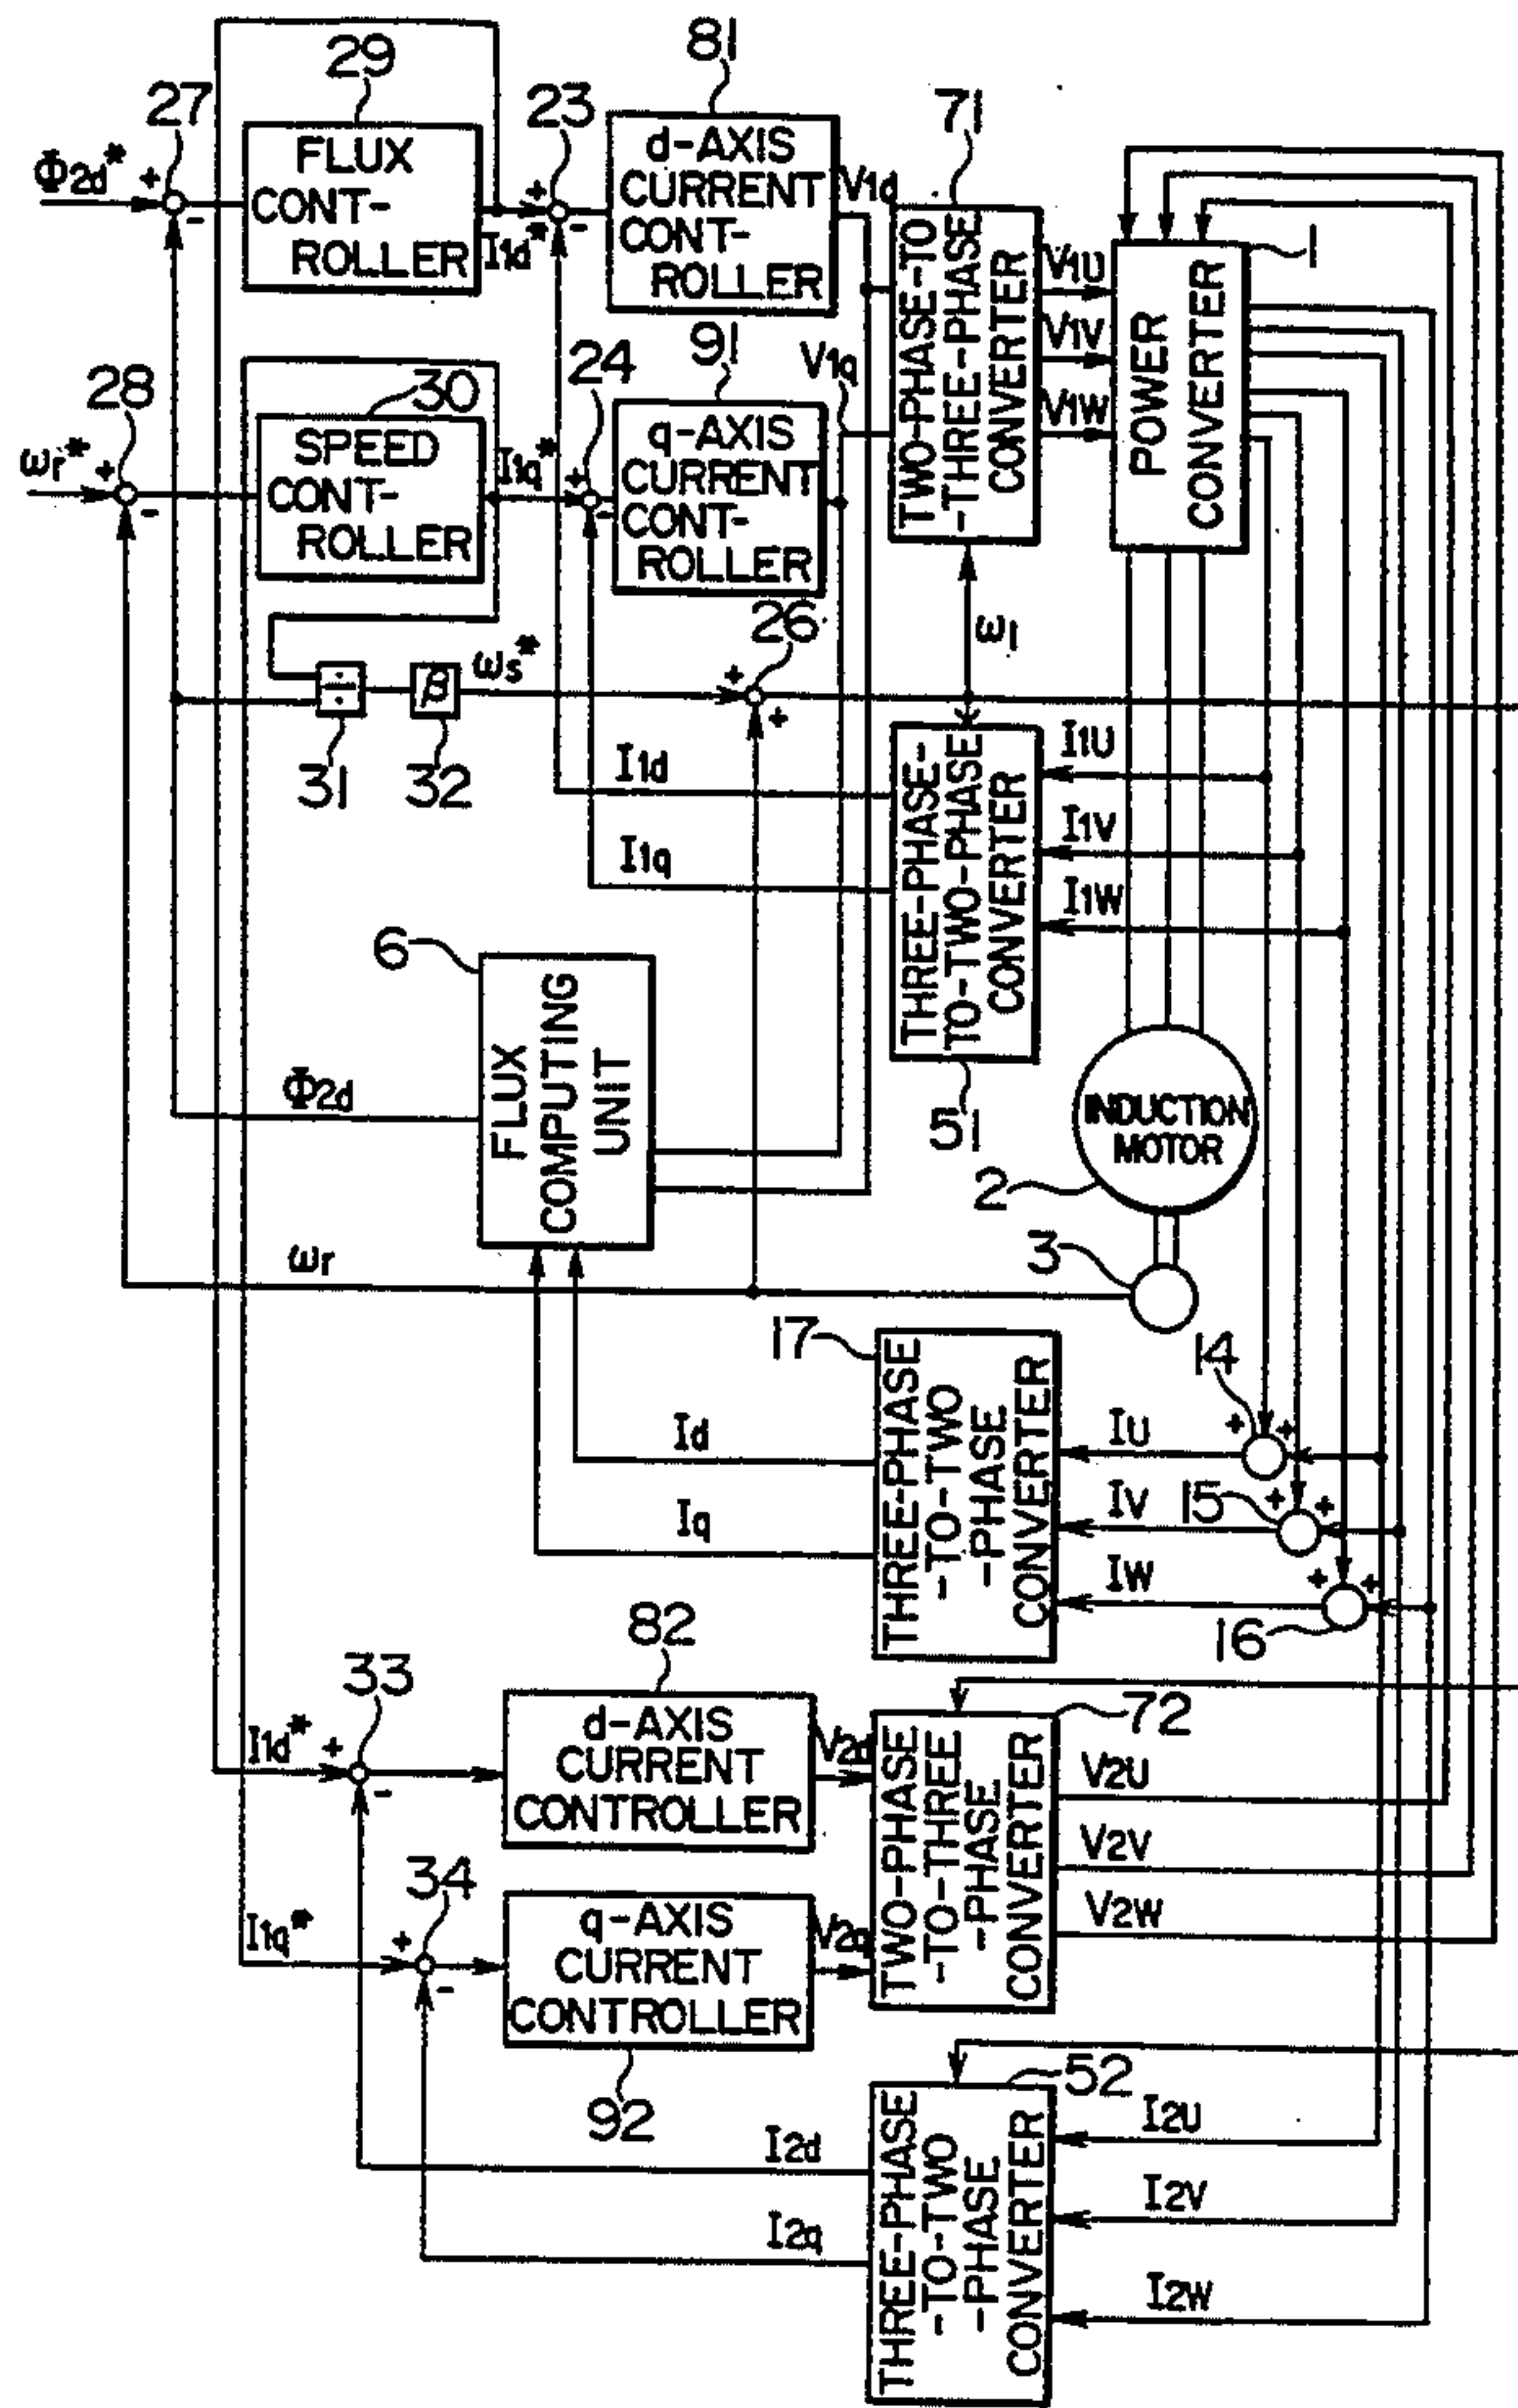 81
29
27
23
71
Φ2d*
+
-
FLUX
CONT-
ROLLER
I1d*
+
-
d-AXIS
CURRENT
CONT-
ROLLER
V1d
TWO-PHASE-TO
-THREE-PHASE
CONVERTER
V1U
V1V
V1W
1
POWER
CONVERTER
28
30
24
91
V1q
ωr*
+
-
SPEED
CONT-
ROLLER
I1q*
+
-
q-AXIS
CURRENT
CONT-
ROLLER
26
ω1
÷
β
ωs*
+
+
31
32
I1d
I1q
THREE-PHASE-
TO-TWO-PHASE
CONVERTER
I1U
I1V
I1W
51
6
FLUX
COMPUTING
UNIT
Φ2d
INDUCTION
MOTOR
2
3
ωr
17
THREE-PHASE
-TO-TWO
-PHASE
CONVERTER
Id
Iq
14
+
+
IU
15
+
+
IV
16
+
+
IW
82
33
I1d*
+
-
d-AXIS
CURRENT
CONTROLLER
V2d
72
TWO-PHASE
-TO-THREE
-PHASE
CONVERTER
V2U
V2V
V2W
34
I1q*
+
-
q-AXIS
CURRENT
CONTROLLER
V2q
92
52
THREE-PHASE
-TO-TWO
-PHASE
CONVERTER
I2d
I2q
I2U
I2V
I2W